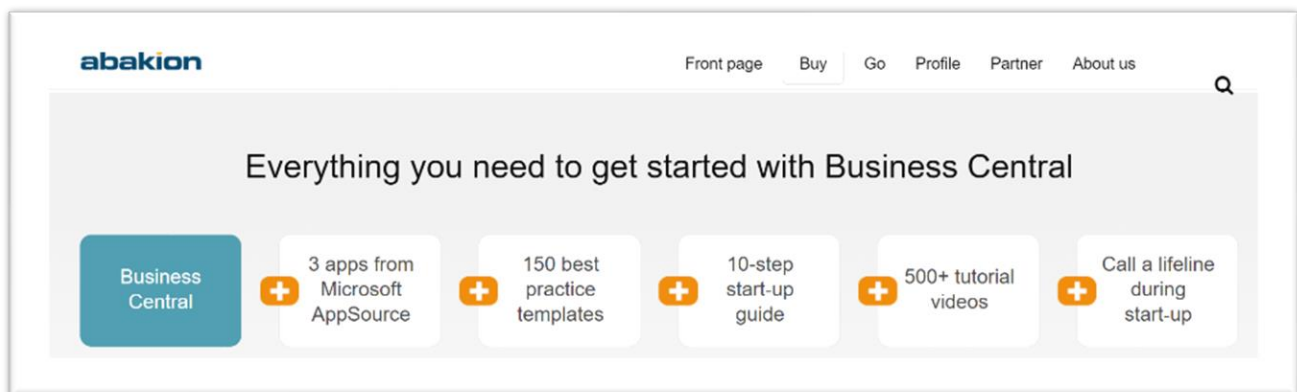 abakion
Front page Buy Go Profile Partner About us
Everything you need to get started with Business Central
Business
Central
3 apps from
Microsoft
AppSource
150 best
practice
templates
10-step
start-up
guide
500+ tutorial
videos
Call a lifeline
during
start-up